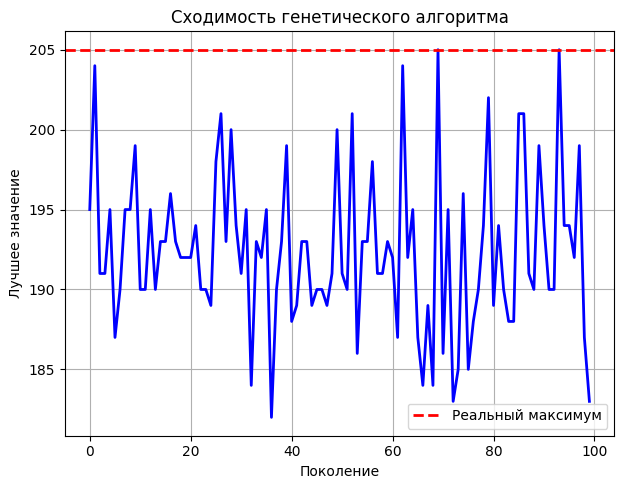 Сходимость генетического алгоритма
205
200
195
190
185
Лучшее значение
Реальный максимум
0 20 40 60 80 100
Поколение